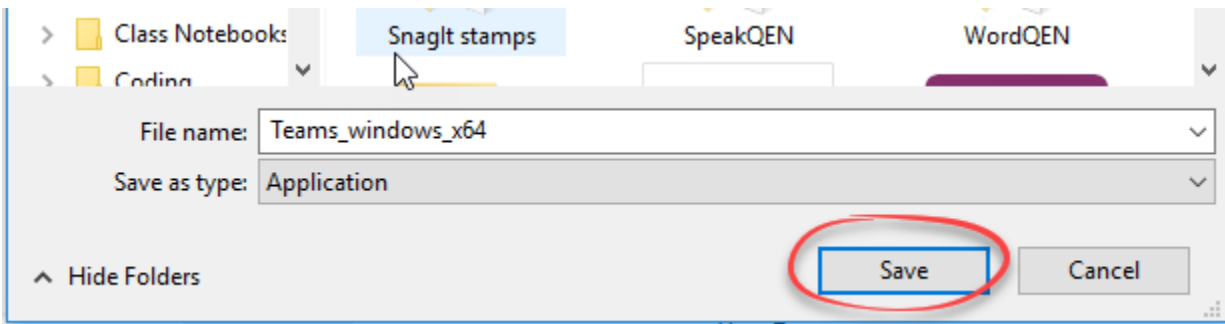 Class Notebooks
SnagIt stamps
SpeakQEN
WordQEN
Coding
File name: Teams_windows_x64
Save as type: Application
Hide Folders
Save
Cancel